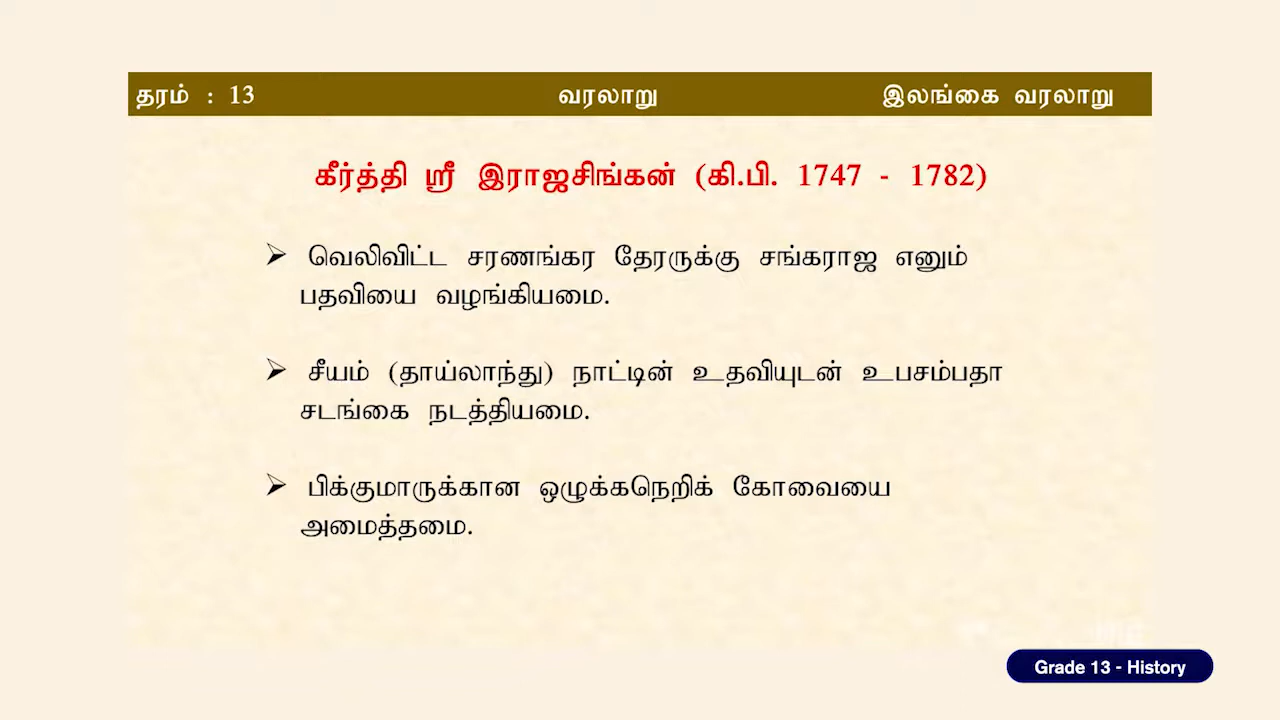 தரம் : 13 வரலாறு இலங்கை வரலாறு
கீர்த்தி ஸ்ரீ இராஜசிங்கன் (கி.பி. 1747 - 1782)
➢ வெலிவிட்ட சரணங்கர தேரருக்கு சங்கராஜ எனும்
பதவியை வழங்கியமை.
➢ சீயம் (தாய்லாந்து) நாட்டின் உதவியுடன் உபசம்பதா
சடங்கை நடத்தியமை.
➢ பிக்குமாருக்கான ஒழுக்கநெறிக் கோவையை
அமைத்தமை.
Grade 13 - History